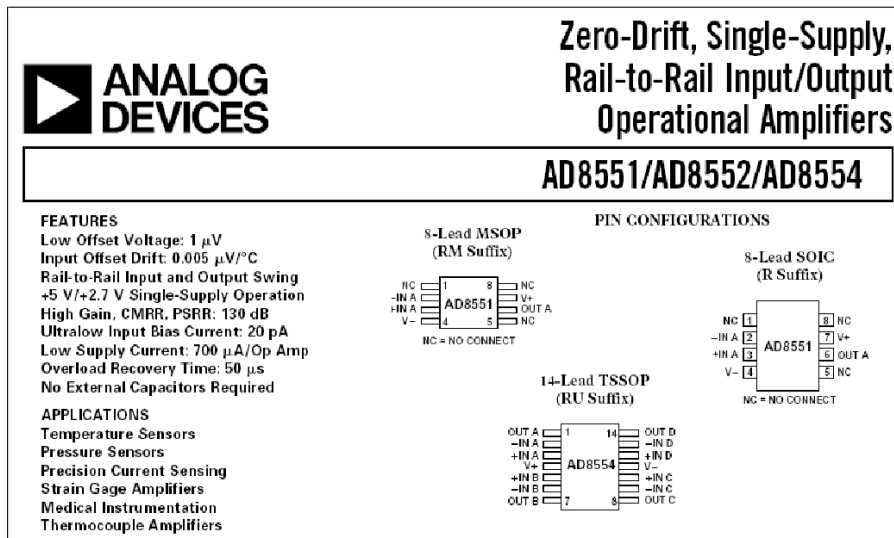 ANALOG
DEVICES
Zero-Drift, Single-Supply,
Rail-to-Rail Input/Output
Operational Amplifiers
AD8551/AD8552/AD8554
FEATURES
Low Offset Voltage: 1 μV
Input Offset Drift: 0.005 μV/°C
Rail-to-Rail Input and Output Swing
+5 V/+2.7 V Single-Supply Operation
High Gain, CMRR, PSRR: 130 dB
Ultralow Input Bias Current: 20 pA
Low Supply Current: 700 μA/Op Amp
Overload Recovery Time: 50 μs
No External Capacitors Required
APPLICATIONS
Temperature Sensors
Pressure Sensors
Precision Current Sensing
Strain Gage Amplifiers
Medical Instrumentation
Thermocouple Amplifiers
PIN CONFIGURATIONS
8-Lead MSOP
(RM Suffix)
NC 1 8 NC
-IN A V+
+IN A AD8551 OUT A
V- 4 5 NC
NC = NO CONNECT
8-Lead SOIC
(R Suffix)
NC 1 8 NC
-IN A 2 7 V+
AD8551
+IN A 3 6 OUT A
V- 4 5 NC
NC = NO CONNECT
14-Lead TSSOP
(RU Suffix)
OUT A 1 14 OUT D
-IN A -IN D
+IN A +IN D
V+ AD8554 V-
+IN B +IN C
-IN B -IN C
OUT B 7 8 OUT C